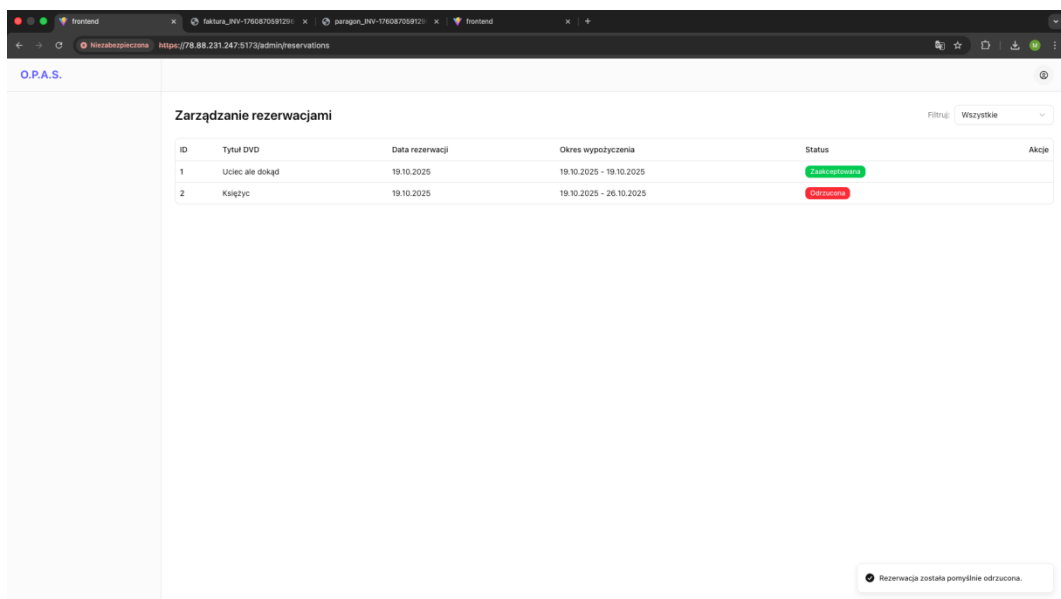 frontend faktura_INV-1760870591296 paragon_INV-176087059129 frontend
Niezabezpieczona https://78.88.231.247:5173/admin/reservations M
O.P.A.S.
Zarządzanie rezerwacjami Filtruj: Wszystkie
ID Tytuł DVD Data rezerwacji Okres wypożyczenia Status Akcje
1 Uciec ale dokąd 19.10.2025 19.10.2025 - 19.10.2025 Zaakceptowana
2 Księżyc 19.10.2025 19.10.2025 - 26.10.2025 Odrzucona
Rezerwacja została pomyślnie odrzucona.